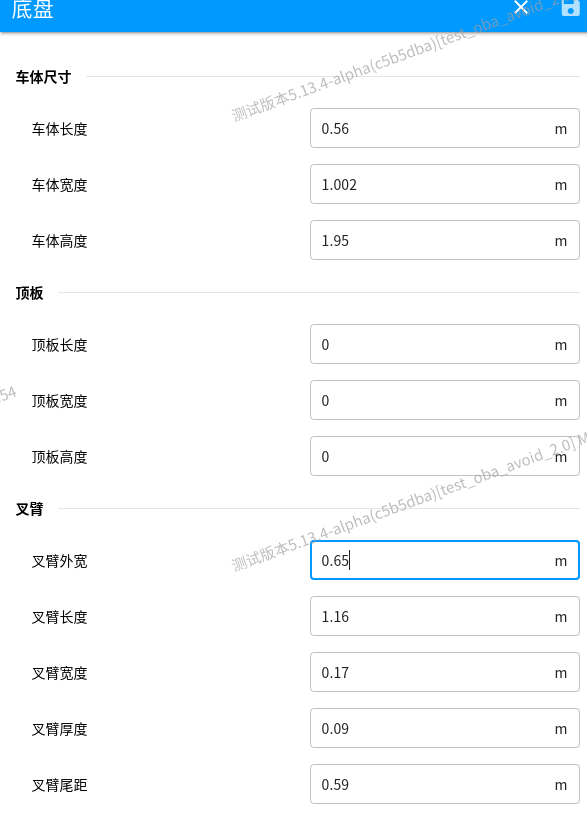 底盘
测试版本5.13.4-alpha(c5b5dba)[test_oba_avoid_2.
车体尺寸
车体长度 0.56 m
车体宽度 1.002 m
车体高度 1.95 m
顶板
顶板长度 0 m
54
顶板宽度 0 m
顶板高度 0 m
测试版本5.13.4-alpha(c5b5dba)[test_oba_avoid_2.0]
叉臂
叉臂外宽 0.65 m
叉臂长度 1.16 m
叉臂宽度 0.17 m
叉臂厚度 0.09 m
叉臂尾距 0.59 m